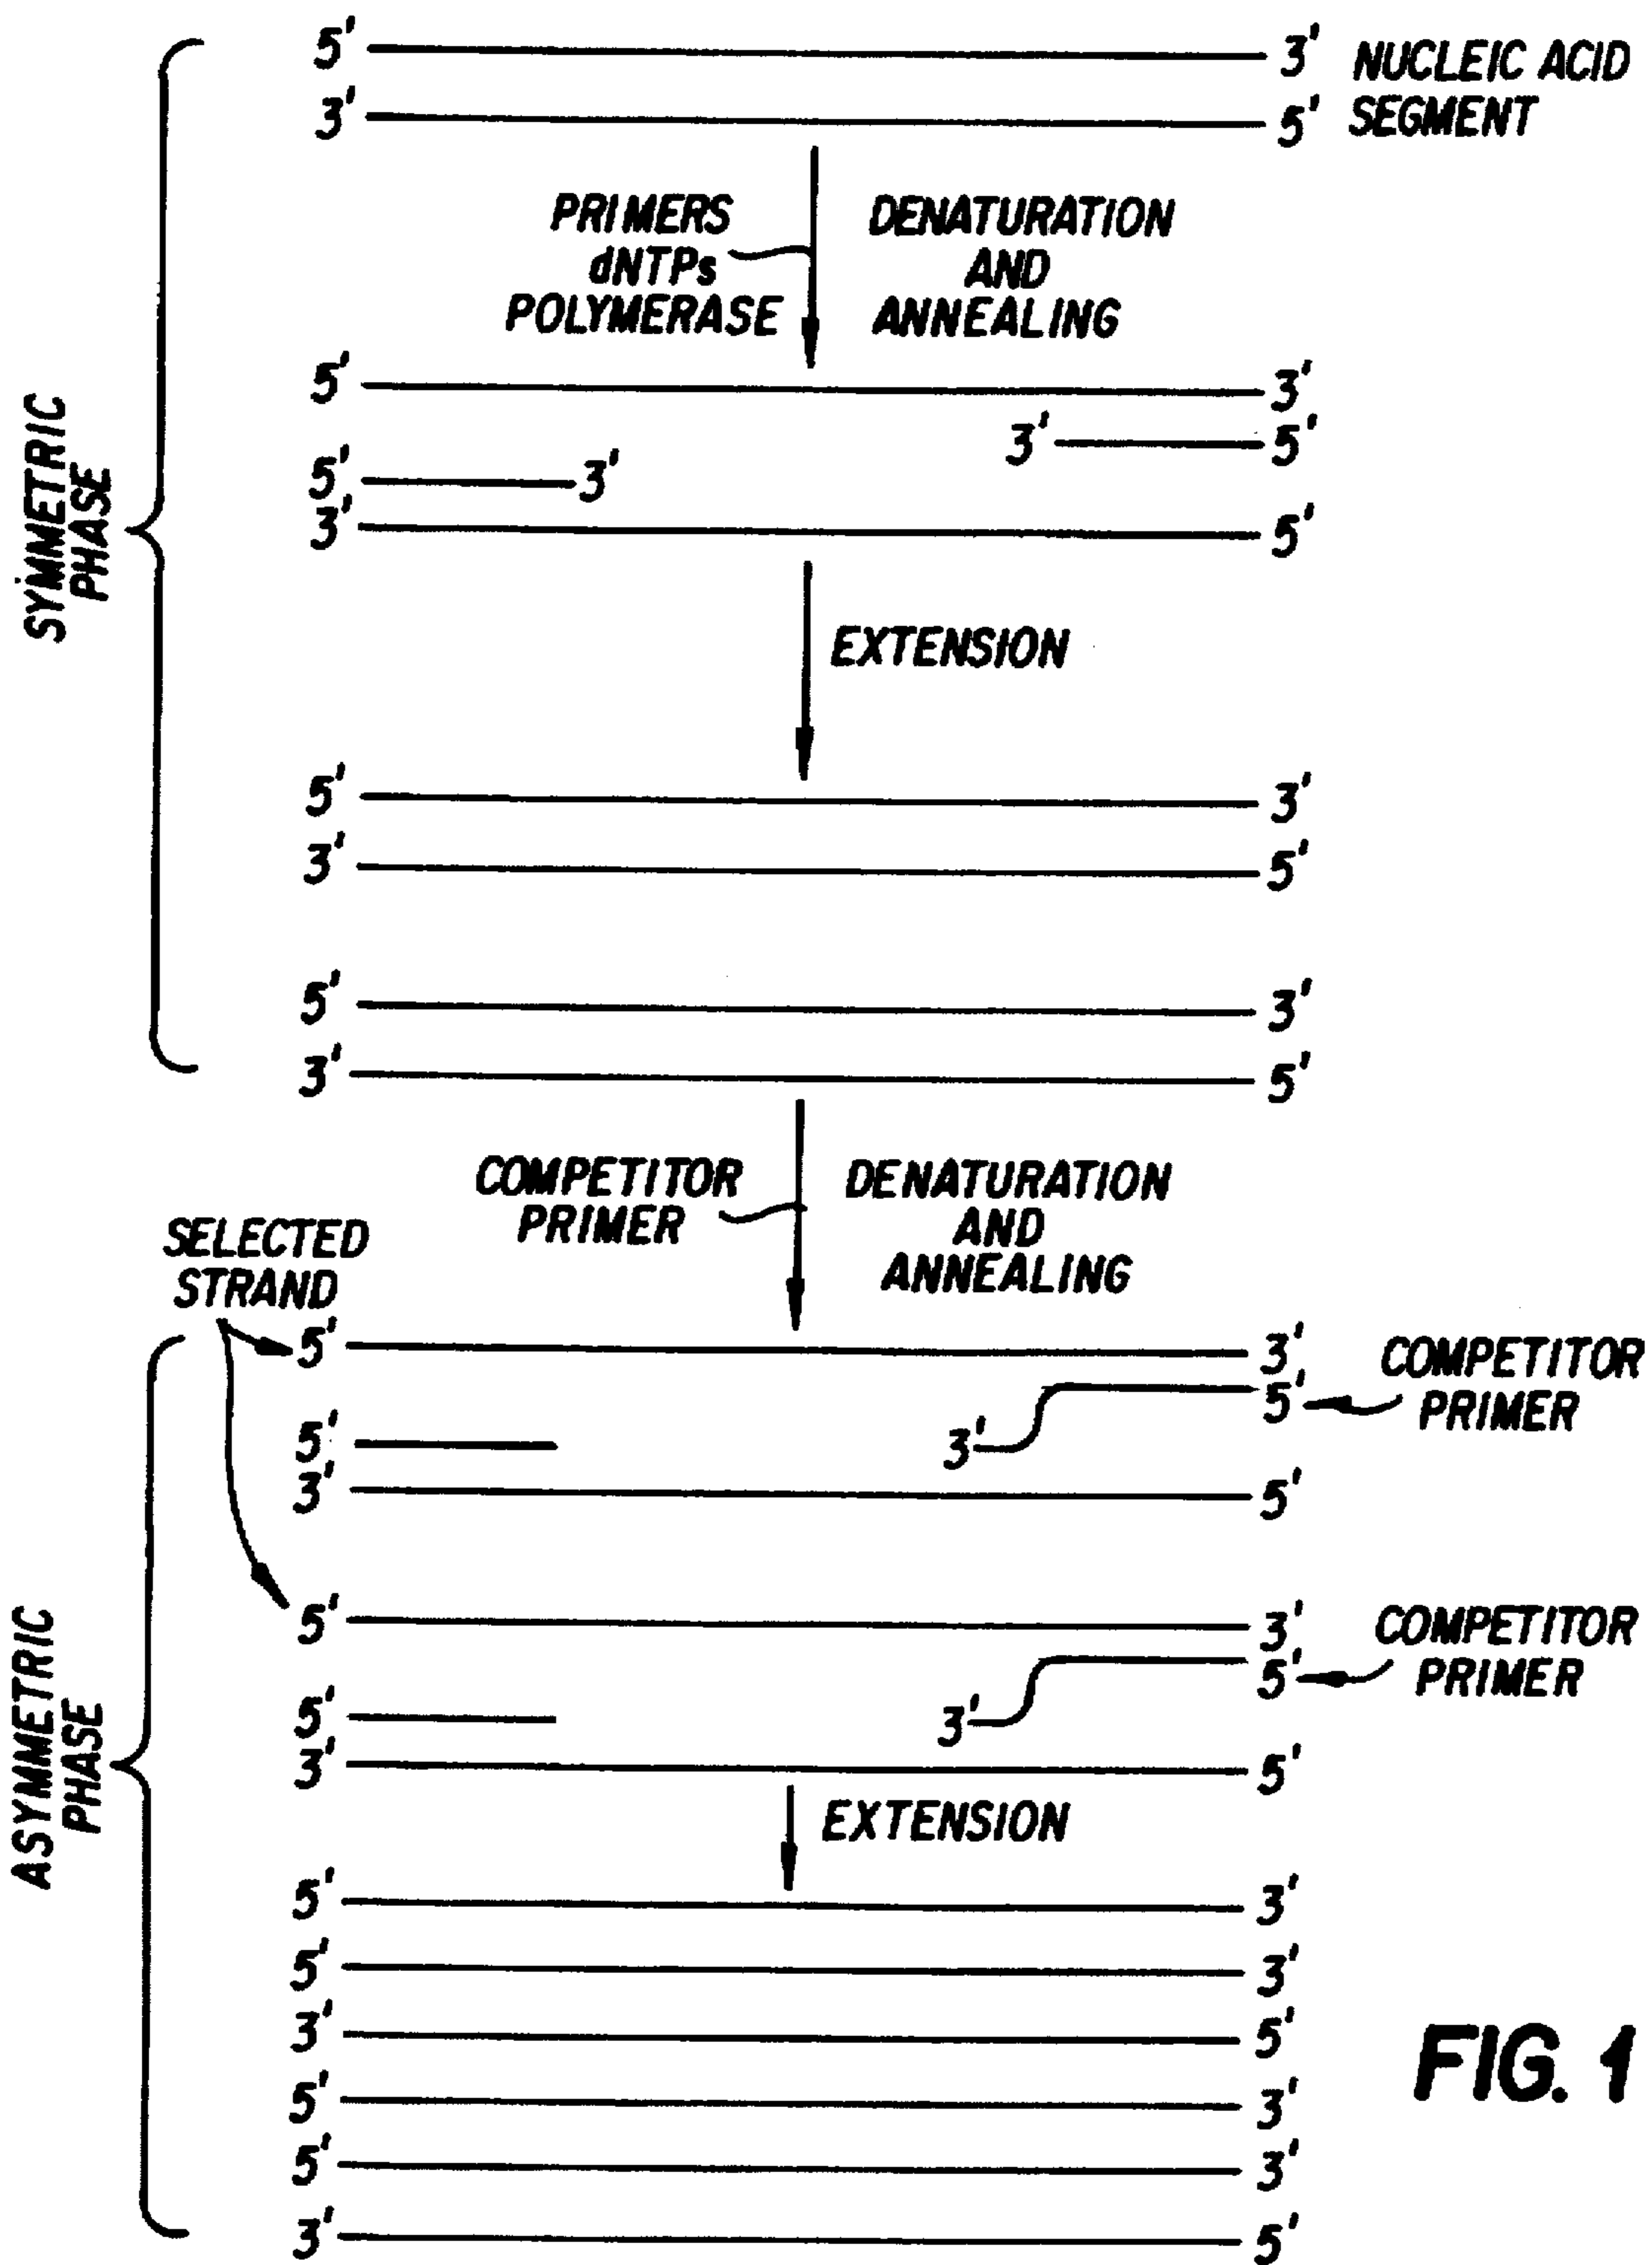 5' 3' NUCLEIC ACID
3' 5' SEGMENT
PRIMERS
dNTPs
POLYMERASE
DENATURATION
AND
ANNEALING
SYMMETRIC
PHASE
5' 3'
3' 5'
5' 3'
3' 5'
EXTENSION
5' 3'
3' 5'
5' 3'
3' 5'
COMPETITOR
PRIMER
DENATURATION
AND
ANNEALING
SELECTED
STRAND
ASYMMETRIC
PHASE
5' 3'
3' 5' COMPETITOR
PRIMER
5'
3' 5'
5' 3'
3' 5' COMPETITOR
PRIMER
5'
3' 5'
EXTENSION
5' 3'
5' 3'
3' 5'
5' 3'
5' 3'
3' 5'
FIG. 1